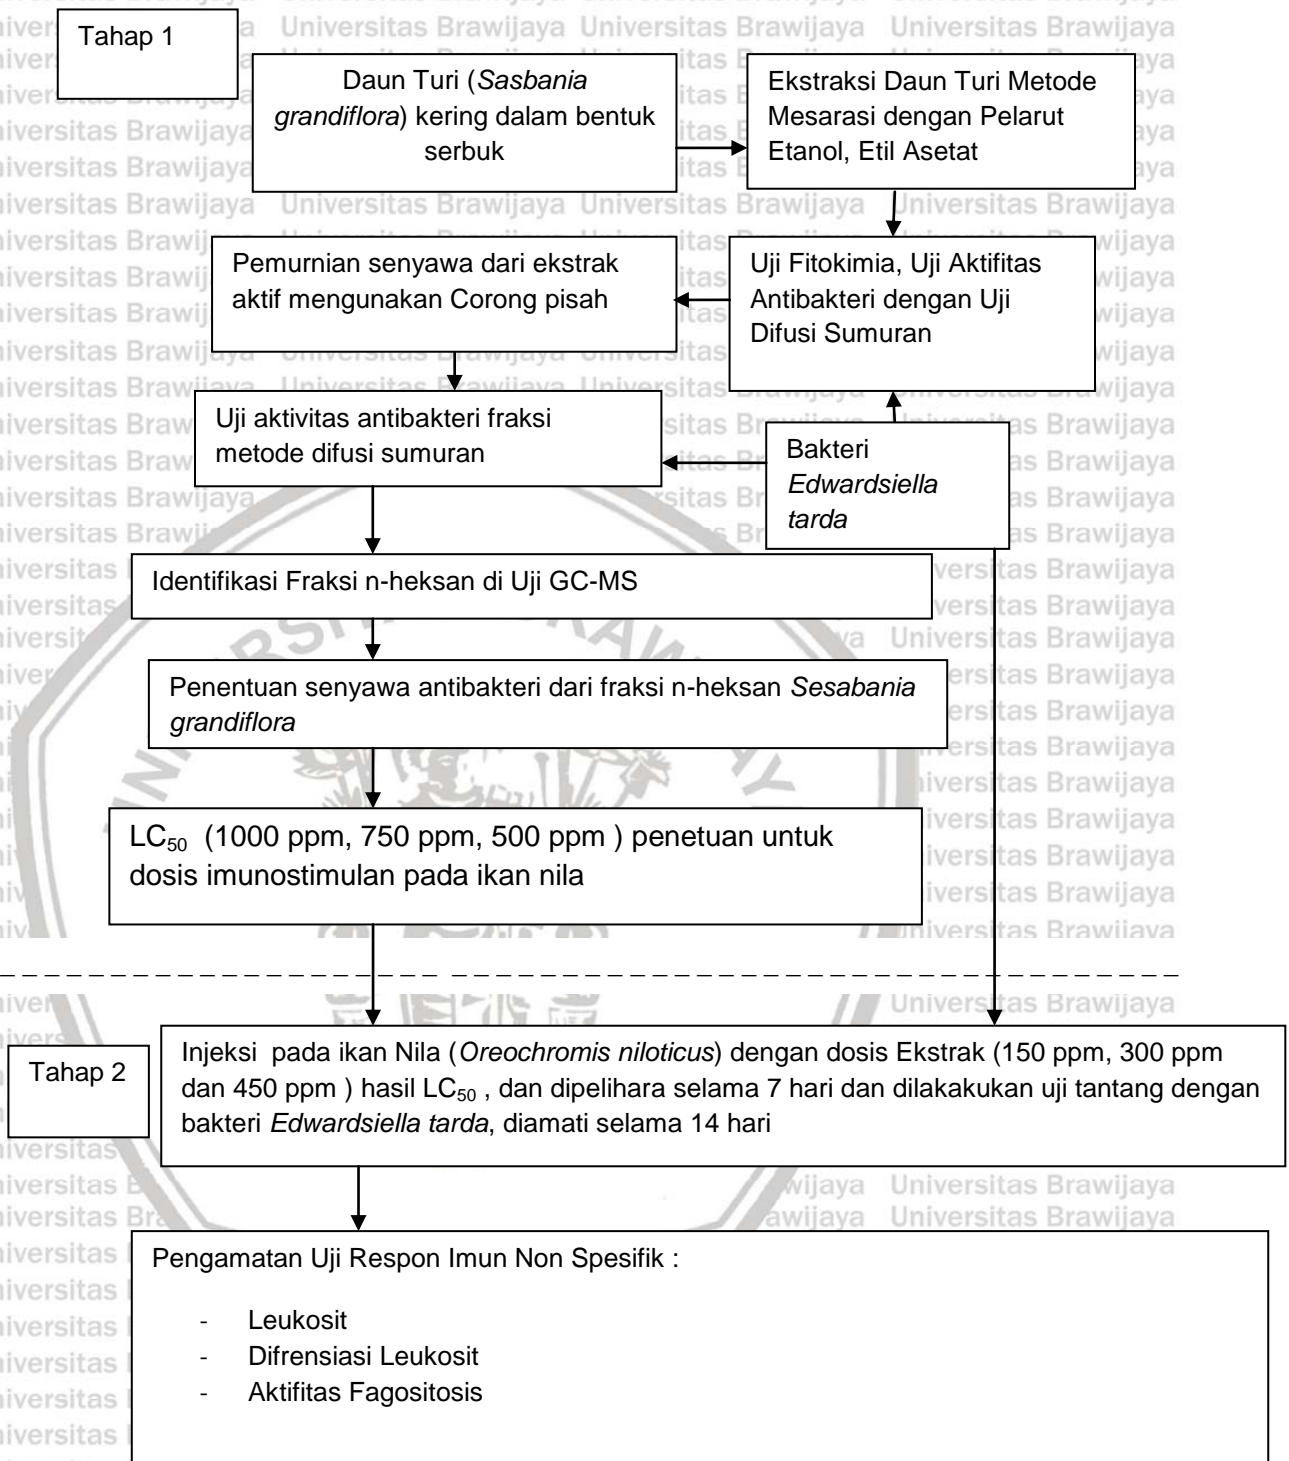 Tahap 1
Daun Turi (Sasbania
grandiflora) kering dalam bentuk
serbuk
Ekstraksi Daun Turi Metode
Mesarasi dengan Pelarut
Etanol, Etil Asetat
Pemurnian senyawa dari ekstrak
aktif mengunakan Corong pisah
Uji Fitokimia, Uji Aktifitas
Antibakteri dengan Uji
Difusi Sumuran
Uji aktivitas antibakteri fraksi
metode difusi sumuran
Bakteri
Edwardsiella
tarda
Identifikasi Fraksi n-heksan di Uji GC-MS
Penentuan senyawa antibakteri dari fraksi n-heksan Sesabania
grandiflora
LC50 (1000 ppm, 750 ppm, 500 ppm ) penetuan untuk
dosis imunostimulan pada ikan nila
Tahap 2
Injeksi pada ikan Nila (Oreochromis niloticus) dengan dosis Ekstrak (150 ppm, 300 ppm
dan 450 ppm ) hasil LC50 , dan dipelihara selama 7 hari dan dilakakukan uji tantang dengan
bakteri Edwardsiella tarda, diamati selama 14 hari
Pengamatan Uji Respon Imun Non Spesifik :
- Leukosit
- Difrensiasi Leukosit
- Aktifitas Fagositosis